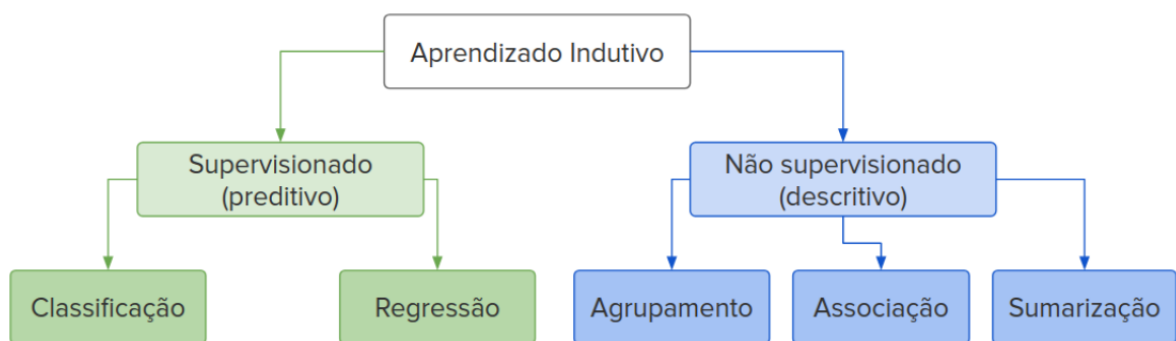 Aprendizado Indutivo
Supervisionado
(preditivo)
Não supervisionado
(descritivo)
Classificação
Regressão
Agrupamento
Associação
Sumarização